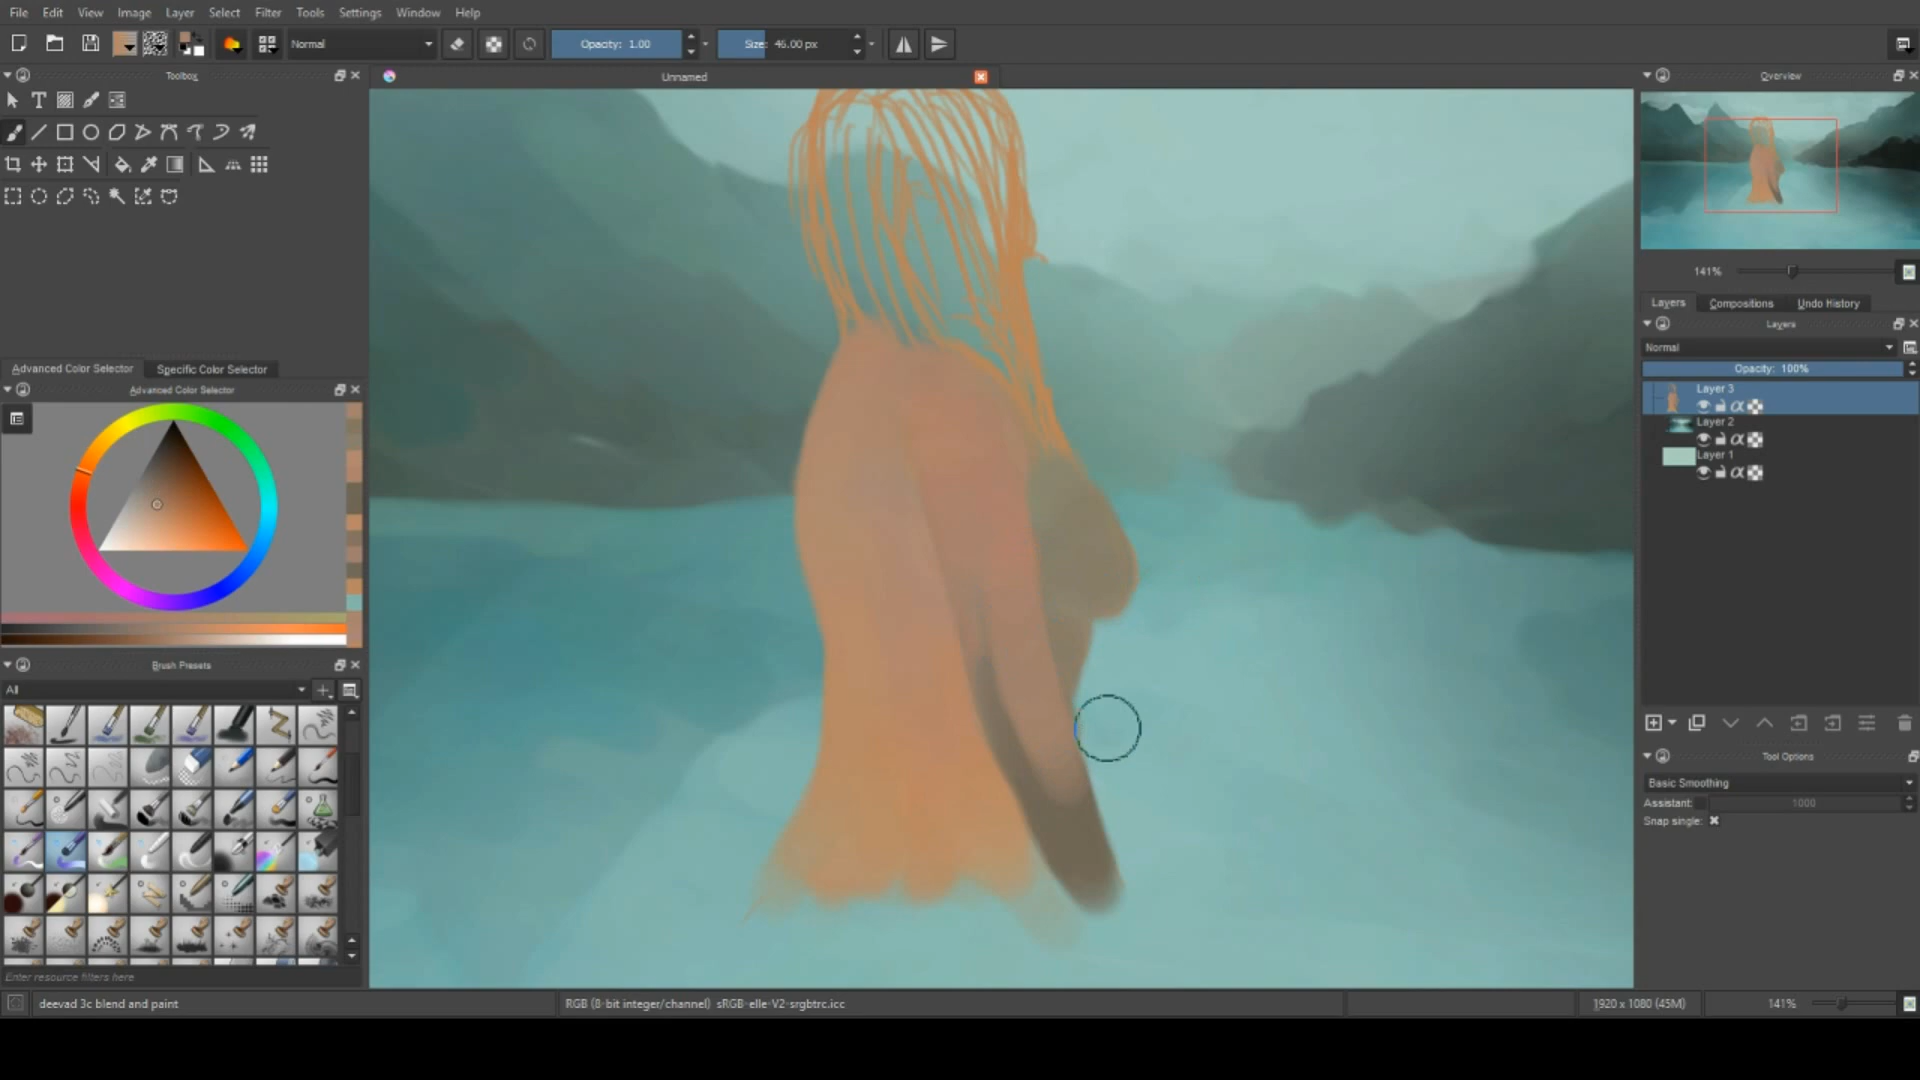 File Edit View Image Layer Select Filter Tools Settings Window Help
Normal
Opacity: 1.00
Size: 46.00 px
Toolbox
Unnamed
Overview
141%
Layers Compositions Undo History
Layers
Normal
Opacity: 100%
Layer 3
Layer 2
Layer 1
Advanced Color Selector Specific Color Selector
Advanced Color Selector
Brush Presets
All
Tool Options
Basic Smoothing
Assistant: 1000
Snap single:
Enter resource filters here
deevad 3c blend and paint
RGB (8-bit integer/channel) sRGB-elle-V2-srgbtrc.icc
1920 x 1080 (45M)
141%